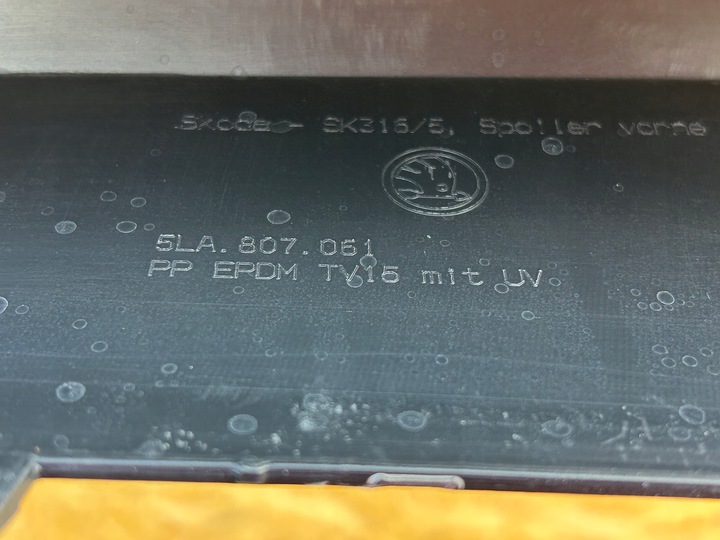 Skoda - SK316/5, Spoiler vorne
5LA.807.061
PP EPDM TV15 mit UV